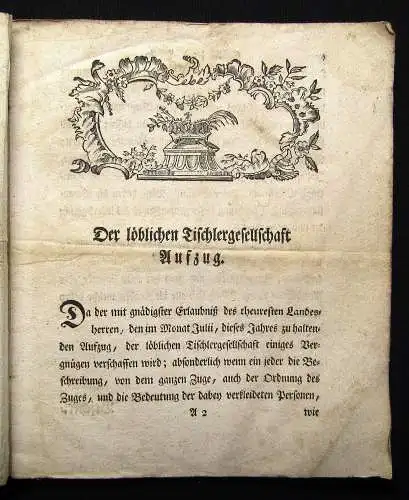 Der löblichen Tischlergesellschaft
Aufzug.
Da der mit gnädigster Erlaubniß des theuresten Landes-
herren, den im Monat Julii, dieses Jahres zu halten-
den Aufzug, der löblichen Tischlergesellschaft einiges Ver-
gnügen verschaffen wird; absonderlich wenn ein jeder die Be-
schreibung, von dem ganzen Zuge, auch der Ordnung des
Zuges, und die Bedeutung der dabey verkleideten Personen,
A 2 wie